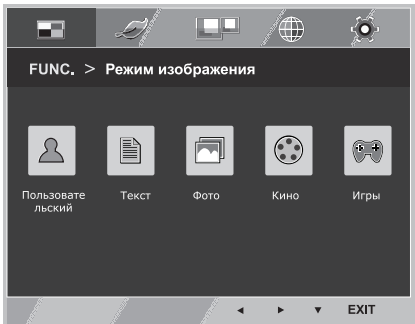 FUNC. > Режим изображения
Пользовате
льский
Текст
Фото
Кино
Игры
EXIT